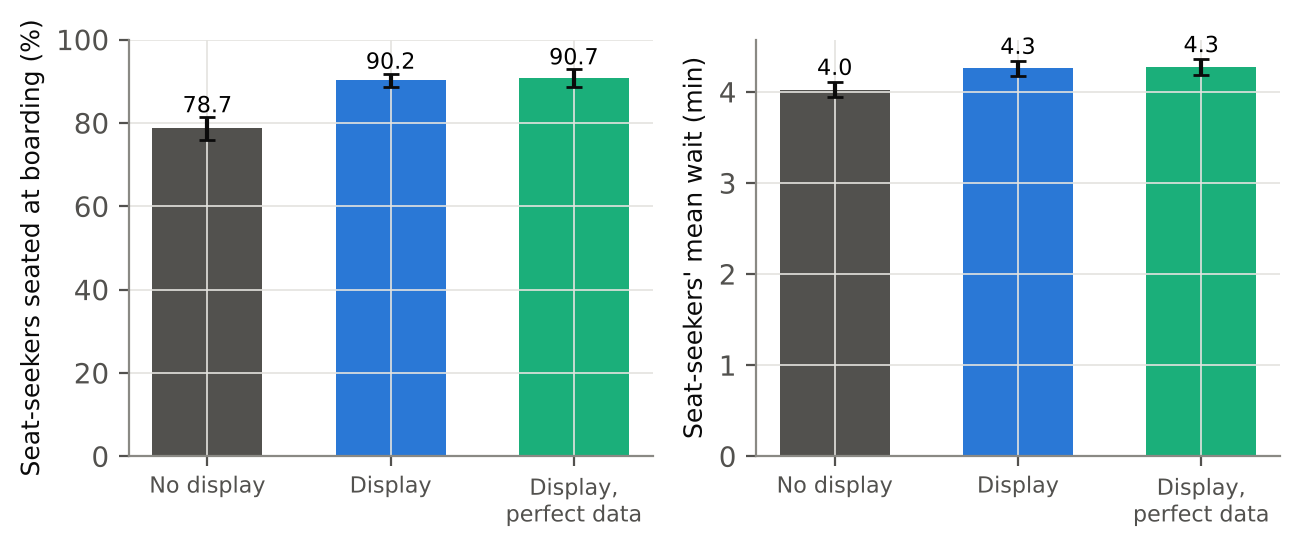 Seat-seekers seated at boarding (%)
100
80
60
40
20
0
78.7
90.2
90.7
No display
Display
Display,
perfect data
Seat-seekers' mean wait (min)
4
3
2
1
0
4.0
4.3
4.3
No display
Display
Display,
perfect data